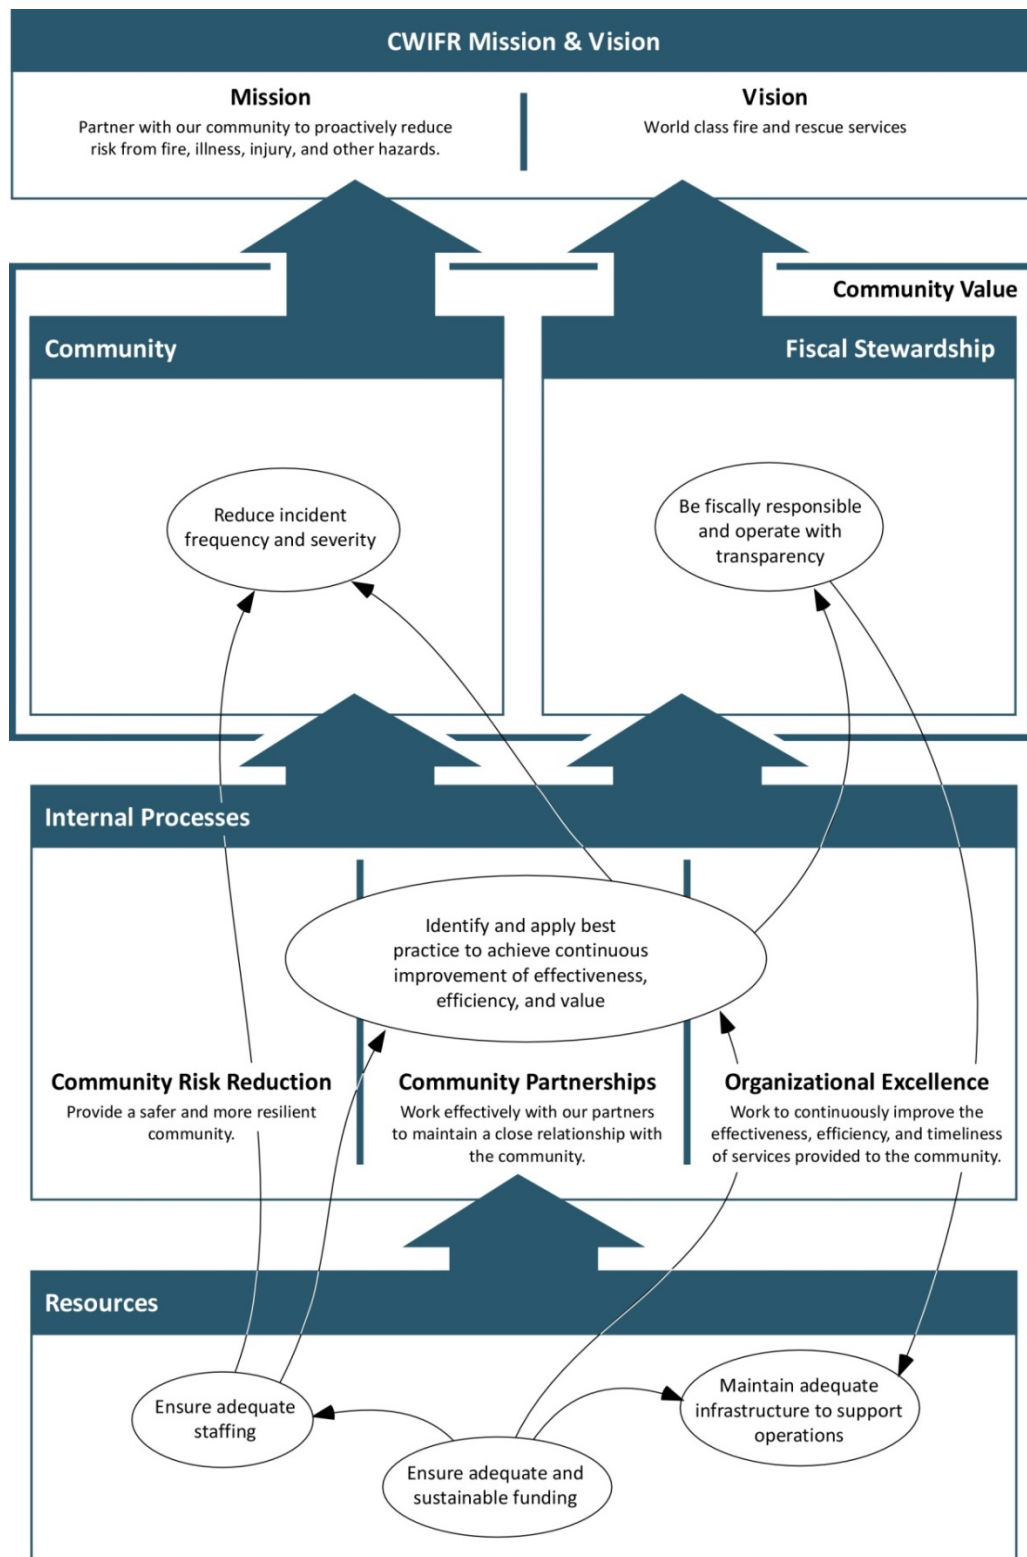 CWIFR Mission & Vision
Mission
Partner with our community to proactively reduce
risk from fire, illness, injury, and other hazards.
Vision
World class fire and rescue services
Community Value
Community
Fiscal Stewardship
Reduce incident
frequency and severity
Be fiscally responsible
and operate with
transparency
Internal Processes
Identify and apply best
practice to achieve continuous
improvement of effectiveness,
efficiency, and value
Community Risk Reduction
Provide a safer and more resilient
community.
Community Partnerships
Work effectively with our partners
to maintain a close relationship with
the community.
Organizational Excellence
Work to continuously improve the
effectiveness, efficiency, and timeliness
of services provided to the community.
Resources
Ensure adequate
staffing
Ensure adequate and
sustainable funding
Maintain adequate
infrastructure to support
operations